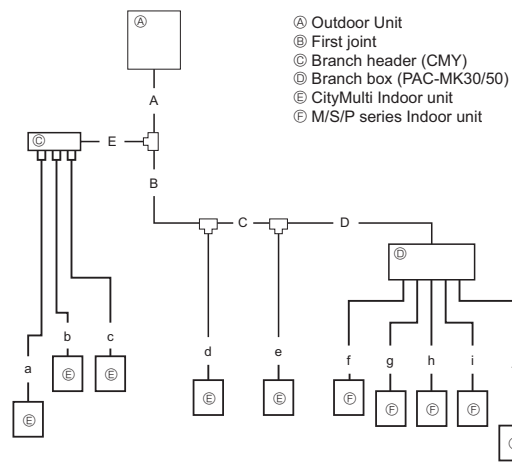 Ⓐ
Ⓐ Outdoor Unit
Ⓑ First joint
Ⓒ Branch header (CMY)
Ⓓ Branch box (PAC-MK30/50)
Ⓔ CityMulti Indoor unit
Ⓕ M/S/P series Indoor unit
A
Ⓒ
E
B
C
D
Ⓓ
a
b
c
d
e
f
g
h
i
Ⓔ
Ⓔ
Ⓔ
Ⓔ
Ⓔ
Ⓕ
Ⓕ
Ⓕ
Ⓕ